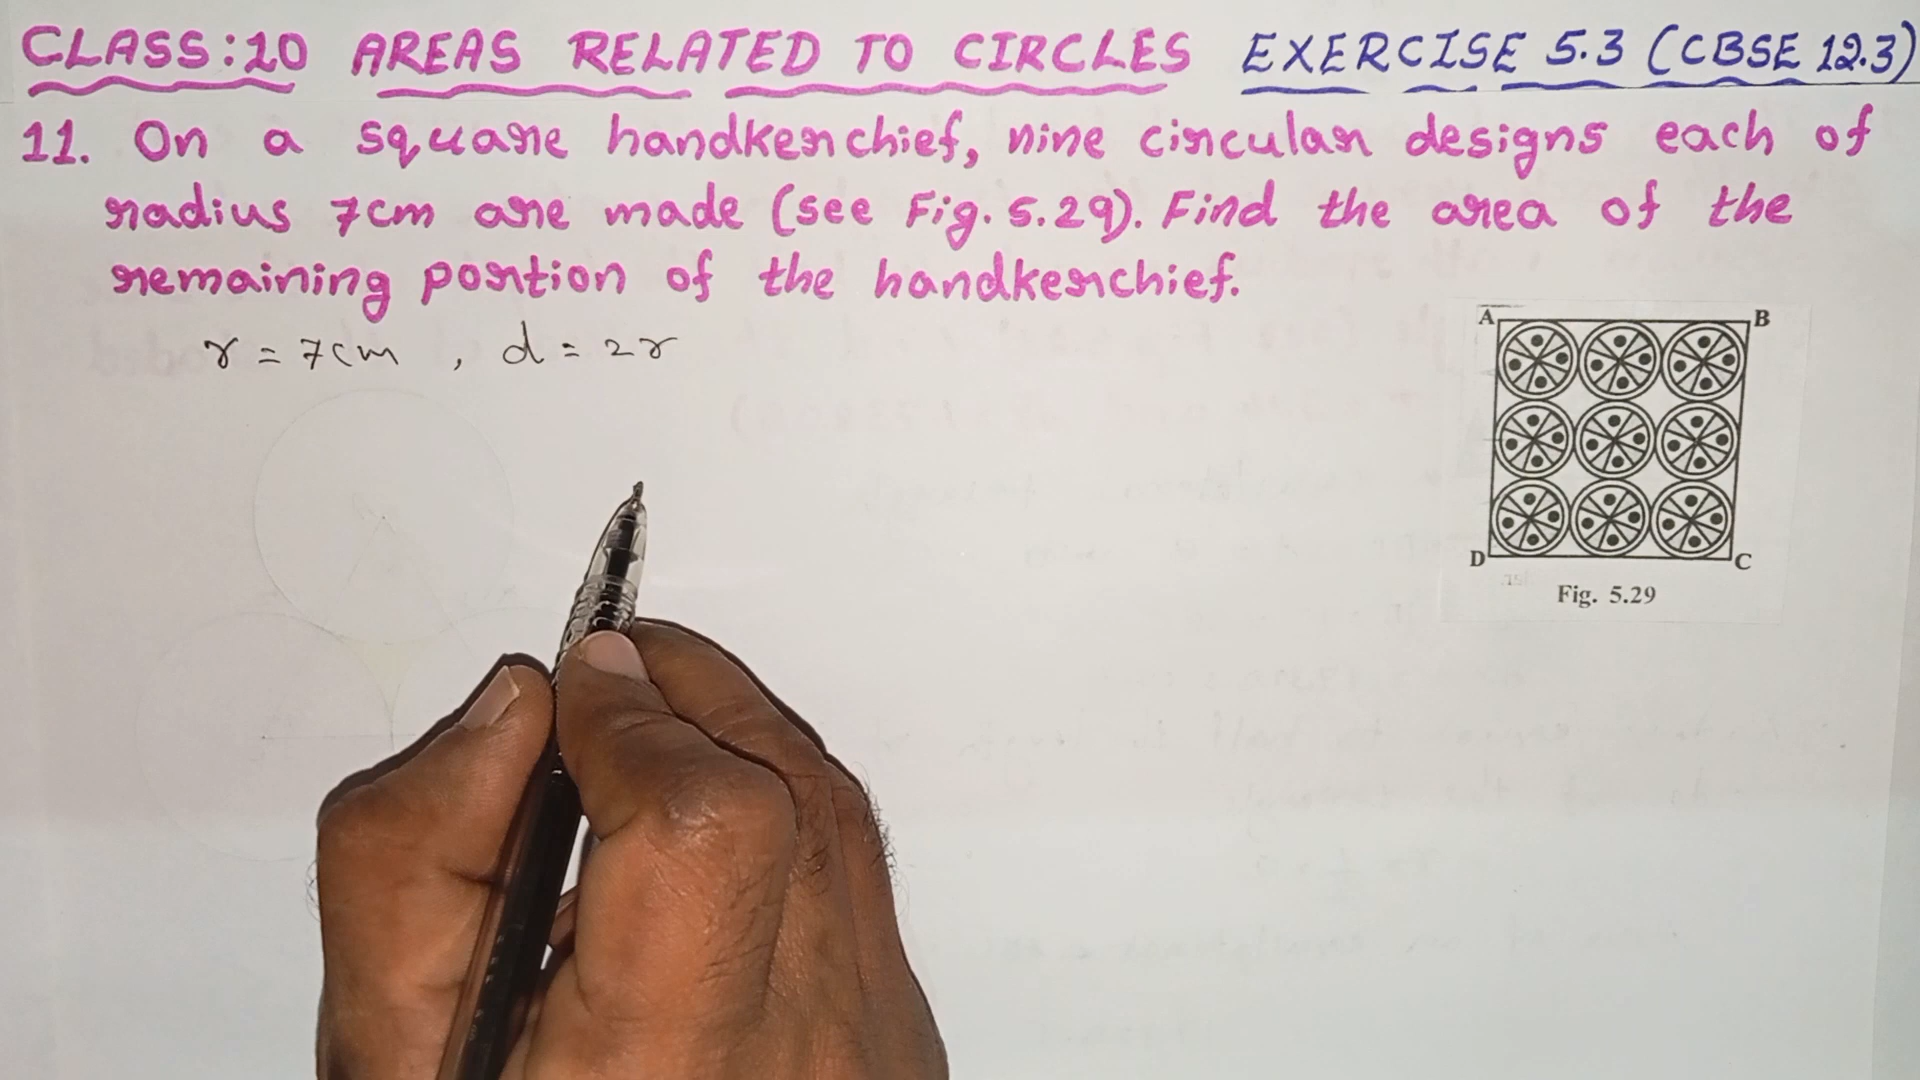 CLASS:10 AREAS RELATED TO CIRCLES EXERCISE 5.3 (CBSE 12.3)
11. On a square handkerchief, nine circular designs each of
radius 7cm are made (see Fig. 5.29). Find the area of the
remaining portion of the handkerchief.
r = 7cm , d = 2r
A B
D C
Fig. 5.29